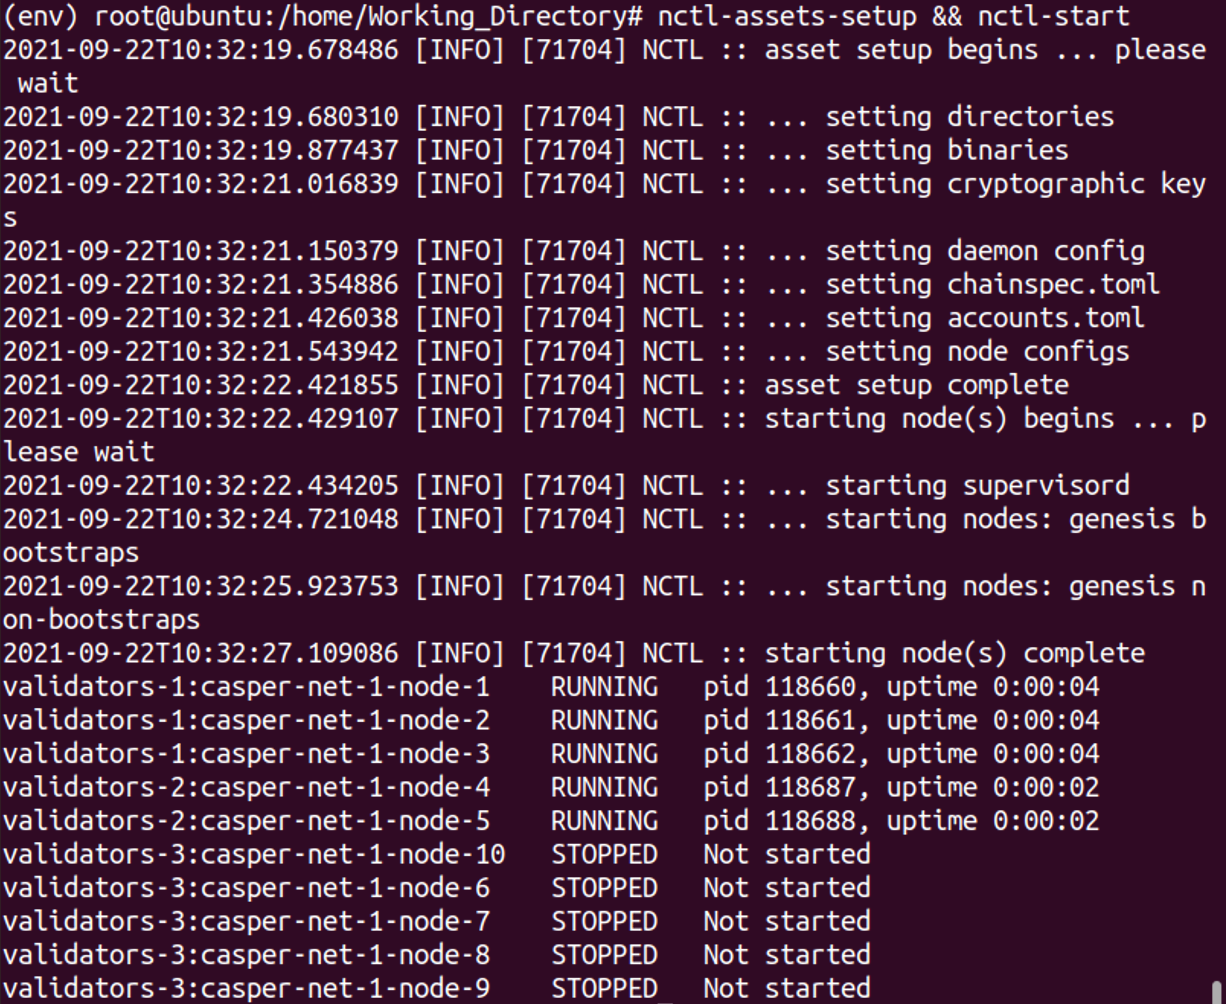 (env) root@ubuntu:/home/Working_Directory# nctl-assets-setup && nctl-start
2021-09-22T10:32:19.678486 [INFO] [71704] NCTL :: asset setup begins ... please
 wait
2021-09-22T10:32:19.680310 [INFO] [71704] NCTL :: ... setting directories
2021-09-22T10:32:19.877437 [INFO] [71704] NCTL :: ... setting binaries
2021-09-22T10:32:21.016839 [INFO] [71704] NCTL :: ... setting cryptographic key
s
2021-09-22T10:32:21.150379 [INFO] [71704] NCTL :: ... setting daemon config
2021-09-22T10:32:21.354886 [INFO] [71704] NCTL :: ... setting chainspec.toml
2021-09-22T10:32:21.426038 [INFO] [71704] NCTL :: ... setting accounts.toml
2021-09-22T10:32:21.543942 [INFO] [71704] NCTL :: ... setting node configs
2021-09-22T10:32:22.421855 [INFO] [71704] NCTL :: asset setup complete
2021-09-22T10:32:22.429107 [INFO] [71704] NCTL :: starting node(s) begins ... p
lease wait
2021-09-22T10:32:22.434205 [INFO] [71704] NCTL :: ... starting supervisord
2021-09-22T10:32:24.721048 [INFO] [71704] NCTL :: ... starting nodes: genesis b
ootstraps
2021-09-22T10:32:25.923753 [INFO] [71704] NCTL :: ... starting nodes: genesis n
on-bootstraps
2021-09-22T10:32:27.109086 [INFO] [71704] NCTL :: starting node(s) complete
validators-1:casper-net-1-node-1    RUNNING   pid 118660, uptime 0:00:04
validators-1:casper-net-1-node-2    RUNNING   pid 118661, uptime 0:00:04
validators-1:casper-net-1-node-3    RUNNING   pid 118662, uptime 0:00:04
validators-2:casper-net-1-node-4    RUNNING   pid 118687, uptime 0:00:02
validators-2:casper-net-1-node-5    RUNNING   pid 118688, uptime 0:00:02
validators-3:casper-net-1-node-10   STOPPED   Not started
validators-3:casper-net-1-node-6    STOPPED   Not started
validators-3:casper-net-1-node-7    STOPPED   Not started
validators-3:casper-net-1-node-8    STOPPED   Not started
validators-3:casper-net-1-node-9    STOPPED   Not started